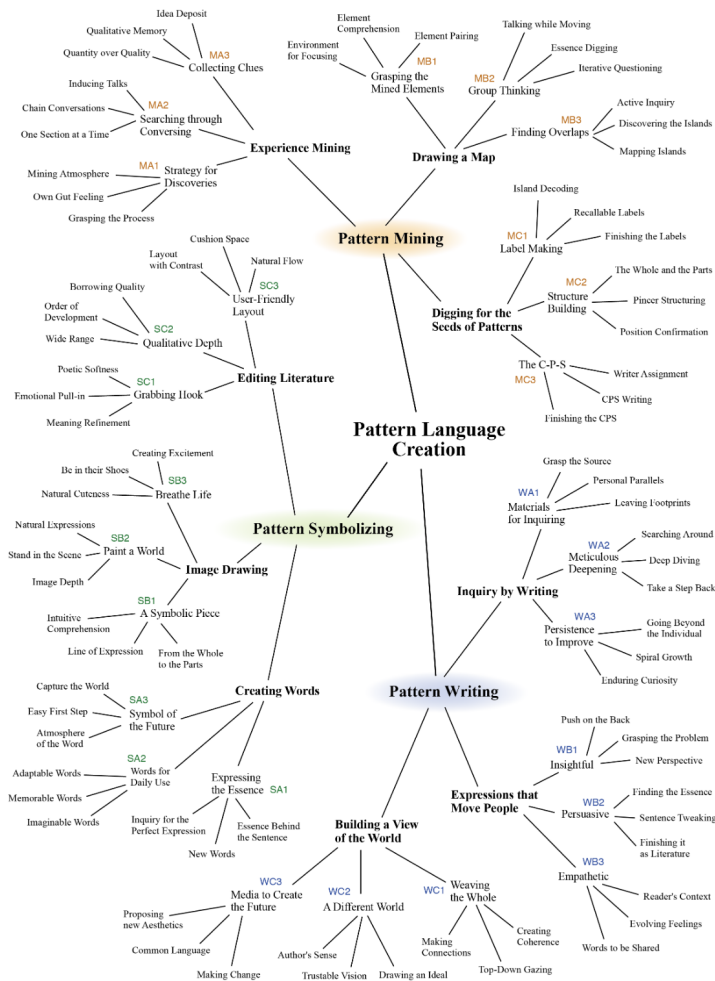 Idea Deposit
Qualitative Memory
Quantity over Quality
MA3
Collecting Clues
Inducing Talks
Chain Conversations
One Section at a Time
MA2
Searching through
Conversing
Mining Atmosphere
Own Gut Feeling
Grasping the Process
MA1
Strategy for
Discoveries
Experience Mining
Element
Comprehension
Environment
for Focusing
Element Pairing
MB1
Grasping the
Mined Elements
Talking while Moving
Essence Digging
Iterative Questioning
MB2
Group Thinking
MB3
Finding Overlaps
Active Inquiry
Discovering the Islands
Mapping Islands
Drawing a Map
Pattern Mining
Island Decoding
Recallable Labels
Finishing the Labels
MC1
Label Making
MC2
Structure
Building
The Whole and the Parts
Pincer Structuring
Position Confirmation
Digging for the
Seeds of Patterns
The C-P-S
MC3
Writer Assignment
CPS Writing
Finishing the CPS
Cushion Space
Layout
with Contrast
Natural Flow
SC3
User-Friendly
Layout
Borrowing Quality
Order of
Development
Wide Range
SC2
Qualitative Depth
Poetic Softness
Emotional Pull-in
Meaning Refinement
SC1
Grabbing Hook
Editing Literature
Pattern Language
Creation
Creating Excitement
Be in their Shoes
Natural Cuteness
SB3
Breathe Life
Natural Expressions
Stand in the Scene
Image Depth
SB2
Paint a World
Image Drawing
Pattern Symbolizing
Intuitive
Comprehension
Line of Expression
From the Whole
to the Parts
SB1
A Symbolic Piece
Grasp the Source
Personal Parallels
Leaving Footprints
WA1
Materials
for Inquiring
WA2
Meticulous
Deepening
Searching Around
Deep Diving
Take a Step Back
Inquiry by Writing
WA3
Persistence
to Improve
Going Beyond
the Individual
Spiral Growth
Enduring Curiosity
Creating Words
Pattern Writing
Capture the World
Easy First Step
Atmosphere
of the Word
SA3
Symbol of
the Future
SA2
Words for
Daily Use
Adaptable Words
Memorable Words
Imaginable Words
Expressing
the Essence
SA1
Inquiry for the
Perfect Expression
New Words
Essence Behind
the Sentence
Push on the Back
Grasping the Problem
New Perspective
WB1
Insightful
Expressions that
Move People
WB2
Persuasive
Finding the Essence
Sentence Tweaking
Finishing it
as Literature
WB3
Empathetic
Reader's Context
Evolving Feelings
Words to be Shared
Building a View
of the World
WC3
Media to Create
the Future
Proposing
new Aesthetics
Common Language
Making Change
WC2
A Different World
Author's Sense
Trustable Vision
Drawing an Ideal
WC1
Weaving
the Whole
Making
Connections
Top-Down Gazing
Creating
Coherence